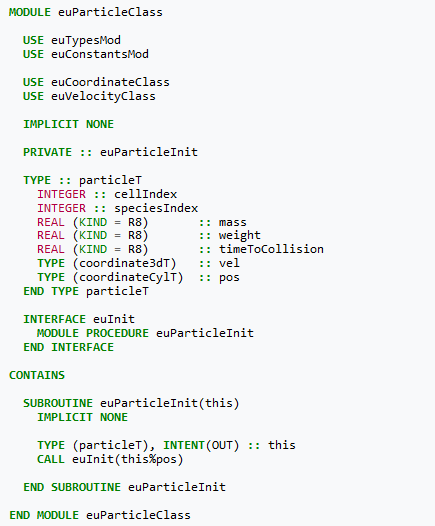 MODULE euParticleClass
USE euTypesMod
USE euConstantsMod
USE euCoordinateClass
USE euVelocityClass
IMPLICIT NONE
PRIVATE :: euParticleInit
TYPE :: particleT
INTEGER :: cellIndex
INTEGER :: speciesIndex
REAL (KIND = R8) :: mass
REAL (KIND = R8) :: weight
REAL (KIND = R8) :: timeToCollision
TYPE (coordinate3dT) :: vel
TYPE (coordinateCylT) :: pos
END TYPE particleT
INTERFACE euInit
MODULE PROCEDURE euParticleInit
END INTERFACE
CONTAINS
SUBROUTINE euParticleInit(this)
IMPLICIT NONE
TYPE (particleT), INTENT(OUT) :: this
CALL euInit(this%pos)
END SUBROUTINE euParticleInit
END MODULE euParticleClass